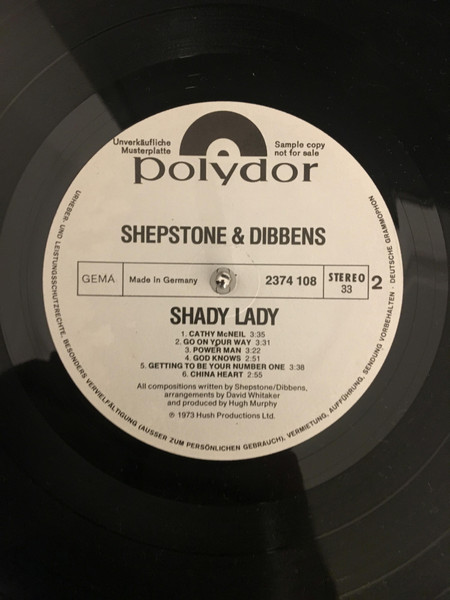 Unverkäufliche
Musterplatte
Sample copy
not for sale
polydor
SHEPSTONE & DIBBENS
GEMA
Made in Germany
2374 108
STEREO
33
2
SHADY LADY
1. CATHY McNEIL 3:35
2. GO ON YOUR WAY 3:31
3. POWER MAN 3:22
4. GOD KNOWS 2:51
5. GETTING TO BE YOUR NUMBER ONE 3:38
6. CHINA HEART 2:55
All compositions written by Shepstone/Dibbens,
arrangements by David Whitaker
and produced by Hugh Murphy
℗ 1973 Hush Productions Ltd.
URHEBER- UND LEISTUNGSSCHUTZRECHTE. BESONDERS VERVIELFÄLTIGUNG (AUSSER ZUM PERSÖNLICHEN GEBRAUCH), VERMIETUNG, AUFFÜHRUNG, SENDUNG VORBEHALTEN · DEUTSCHE GRAMMOPHON